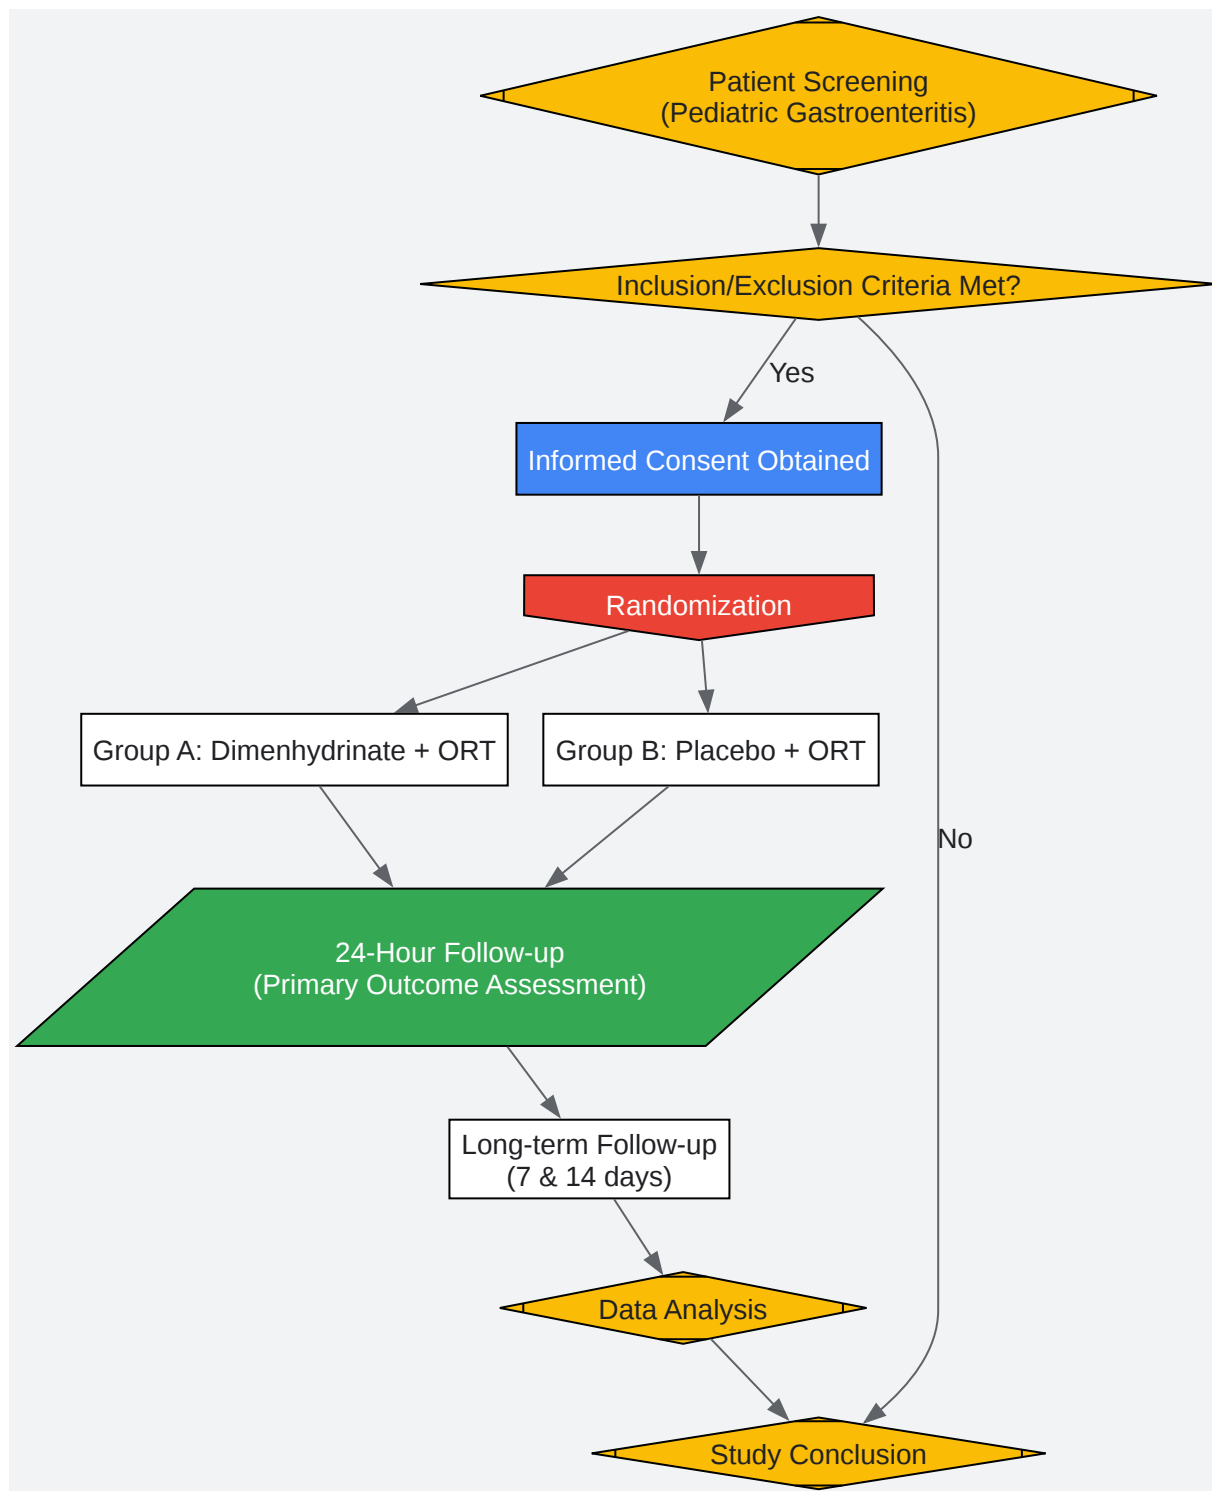 Patient Screening
(Pediatric Gastroenteritis)
Inclusion/Exclusion Criteria Met?
Yes
Informed Consent Obtained
Randomization
Group A: Dimenhydrinate + ORT
Group B: Placebo + ORT
No
24-Hour Follow-up
(Primary Outcome Assessment)
Long-term Follow-up
(7 & 14 days)
Data Analysis
Study Conclusion